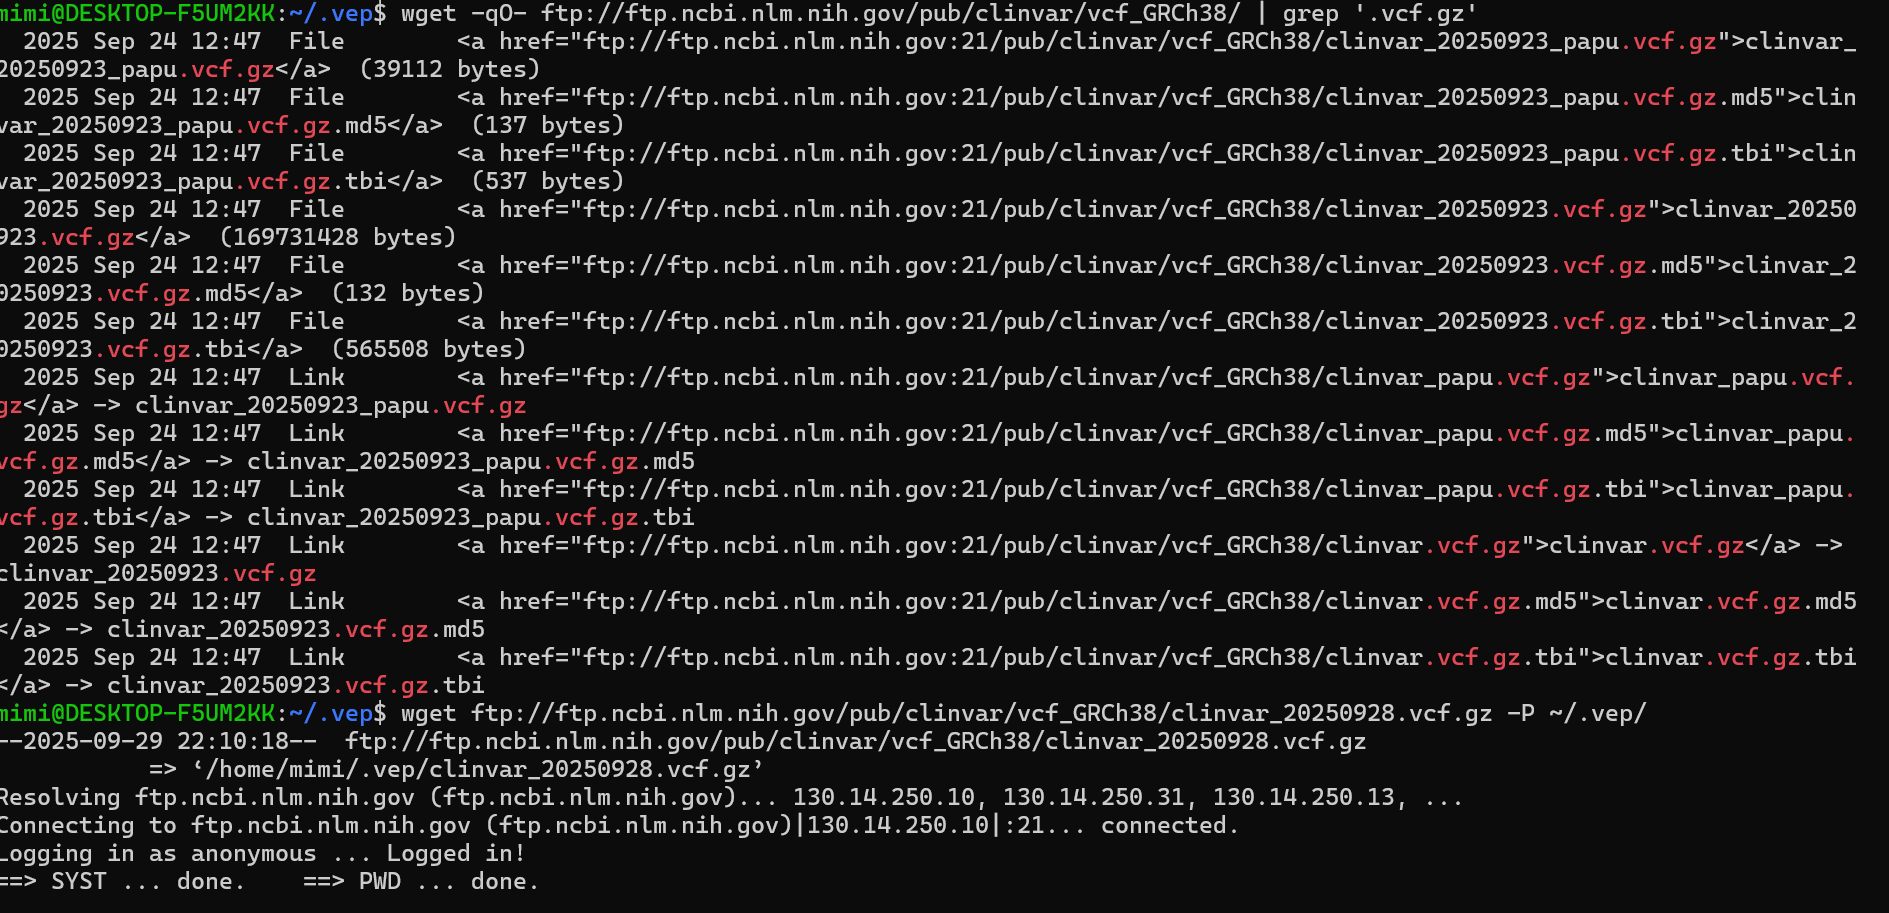 mimi@DESKTOP-F5UM2KK:~/.vep$ wget -qO- ftp://ftp.ncbi.nlm.nih.gov/pub/clinvar/vcf_GRCh38/ | grep '.vcf.gz'
  2025 Sep 24 12:47  File        <a href="ftp://ftp.ncbi.nlm.nih.gov:21/pub/clinvar/vcf_GRCh38/clinvar_20250923_papu.vcf.gz">clinvar_
20250923_papu.vcf.gz</a>  (39112 bytes)
  2025 Sep 24 12:47  File        <a href="ftp://ftp.ncbi.nlm.nih.gov:21/pub/clinvar/vcf_GRCh38/clinvar_20250923_papu.vcf.gz.md5">clin
var_20250923_papu.vcf.gz.md5</a>  (137 bytes)
  2025 Sep 24 12:47  File        <a href="ftp://ftp.ncbi.nlm.nih.gov:21/pub/clinvar/vcf_GRCh38/clinvar_20250923_papu.vcf.gz.tbi">clin
var_20250923_papu.vcf.gz.tbi</a>  (537 bytes)
  2025 Sep 24 12:47  File        <a href="ftp://ftp.ncbi.nlm.nih.gov:21/pub/clinvar/vcf_GRCh38/clinvar_20250923.vcf.gz">clinvar_20250
923.vcf.gz</a>  (169731428 bytes)
  2025 Sep 24 12:47  File        <a href="ftp://ftp.ncbi.nlm.nih.gov:21/pub/clinvar/vcf_GRCh38/clinvar_20250923.vcf.gz.md5">clinvar_2
0250923.vcf.gz.md5</a>  (132 bytes)
  2025 Sep 24 12:47  File        <a href="ftp://ftp.ncbi.nlm.nih.gov:21/pub/clinvar/vcf_GRCh38/clinvar_20250923.vcf.gz.tbi">clinvar_2
0250923.vcf.gz.tbi</a>  (565508 bytes)
  2025 Sep 24 12:47  Link        <a href="ftp://ftp.ncbi.nlm.nih.gov:21/pub/clinvar/vcf_GRCh38/clinvar_papu.vcf.gz">clinvar_papu.vcf.
gz</a> -> clinvar_20250923_papu.vcf.gz
  2025 Sep 24 12:47  Link        <a href="ftp://ftp.ncbi.nlm.nih.gov:21/pub/clinvar/vcf_GRCh38/clinvar_papu.vcf.gz.md5">clinvar_papu.
vcf.gz.md5</a> -> clinvar_20250923_papu.vcf.gz.md5
  2025 Sep 24 12:47  Link        <a href="ftp://ftp.ncbi.nlm.nih.gov:21/pub/clinvar/vcf_GRCh38/clinvar_papu.vcf.gz.tbi">clinvar_papu.
vcf.gz.tbi</a> -> clinvar_20250923_papu.vcf.gz.tbi
  2025 Sep 24 12:47  Link        <a href="ftp://ftp.ncbi.nlm.nih.gov:21/pub/clinvar/vcf_GRCh38/clinvar.vcf.gz">clinvar.vcf.gz</a> ->
clinvar_20250923.vcf.gz
  2025 Sep 24 12:47  Link        <a href="ftp://ftp.ncbi.nlm.nih.gov:21/pub/clinvar/vcf_GRCh38/clinvar.vcf.gz.md5">clinvar.vcf.gz.md5
</a> -> clinvar_20250923.vcf.gz.md5
  2025 Sep 24 12:47  Link        <a href="ftp://ftp.ncbi.nlm.nih.gov:21/pub/clinvar/vcf_GRCh38/clinvar.vcf.gz.tbi">clinvar.vcf.gz.tbi
</a> -> clinvar_20250923.vcf.gz.tbi
mimi@DESKTOP-F5UM2KK:~/.vep$ wget ftp://ftp.ncbi.nlm.nih.gov/pub/clinvar/vcf_GRCh38/clinvar_20250928.vcf.gz -P ~/.vep/
--2025-09-29 22:10:18--  ftp://ftp.ncbi.nlm.nih.gov/pub/clinvar/vcf_GRCh38/clinvar_20250928.vcf.gz
           => ‘/home/mimi/.vep/clinvar_20250928.vcf.gz’
Resolving ftp.ncbi.nlm.nih.gov (ftp.ncbi.nlm.nih.gov)... 130.14.250.10, 130.14.250.31, 130.14.250.13, ...
Connecting to ftp.ncbi.nlm.nih.gov (ftp.ncbi.nlm.nih.gov)|130.14.250.10|:21... connected.
Logging in as anonymous ... Logged in!
==> SYST ... done.    ==> PWD ... done.